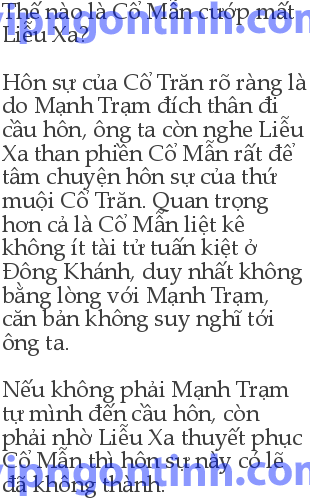 Thế nào là Cổ Mẫn cướp mất
Liễu Xa?
Hôn sự của Cổ Trăn rõ ràng là
do Mạnh Trạm đích thân đi
cầu hôn, ông ta còn nghe Liễu
Xa than phiền Cổ Mẫn rất để
tâm chuyện hôn sự của thứ
muội Cổ Trăn. Quan trọng
hơn cả là Cổ Mẫn liệt kê
không ít tài tử tuấn kiệt ở
Đông Khánh, duy nhất không
bằng lòng với Mạnh Trạm,
căn bản không suy nghĩ tới
ông ta.
Nếu không phải Mạnh Trạm
tự mình đến cầu hôn, còn
phải nhờ Liễu Xa thuyết phục
Cổ Mẫn thì hôn sự này có lẽ
đã không thành.
vipngontinh.com
vipngontinh.com